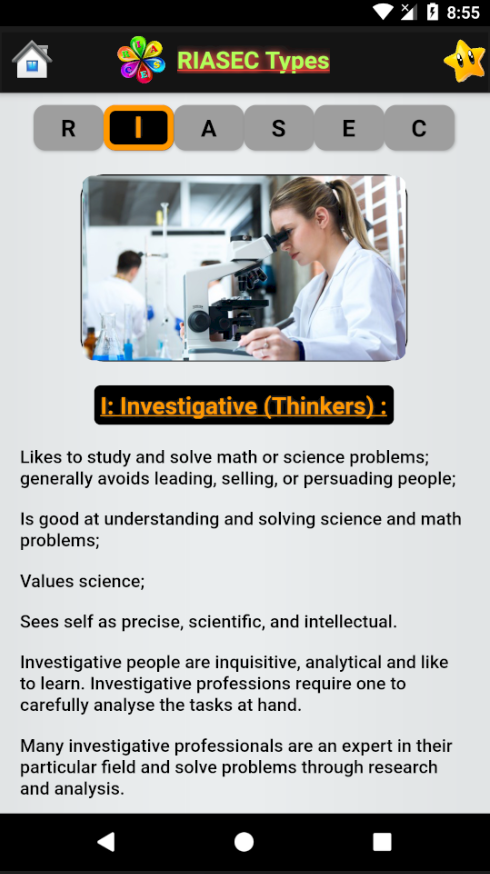 8:55
RIASEC Types
R I A S E C
I: Investigative (Thinkers) :
Likes to study and solve math or science problems;
generally avoids leading, selling, or persuading people;
Is good at understanding and solving science and math
problems;
Values science;
Sees self as precise, scientific, and intellectual.
Investigative people are inquisitive, analytical and like
to learn. Investigative professions require one to
carefully analyse the tasks at hand.
Many investigative professionals are an expert in their
particular field and solve problems through research
and analysis.